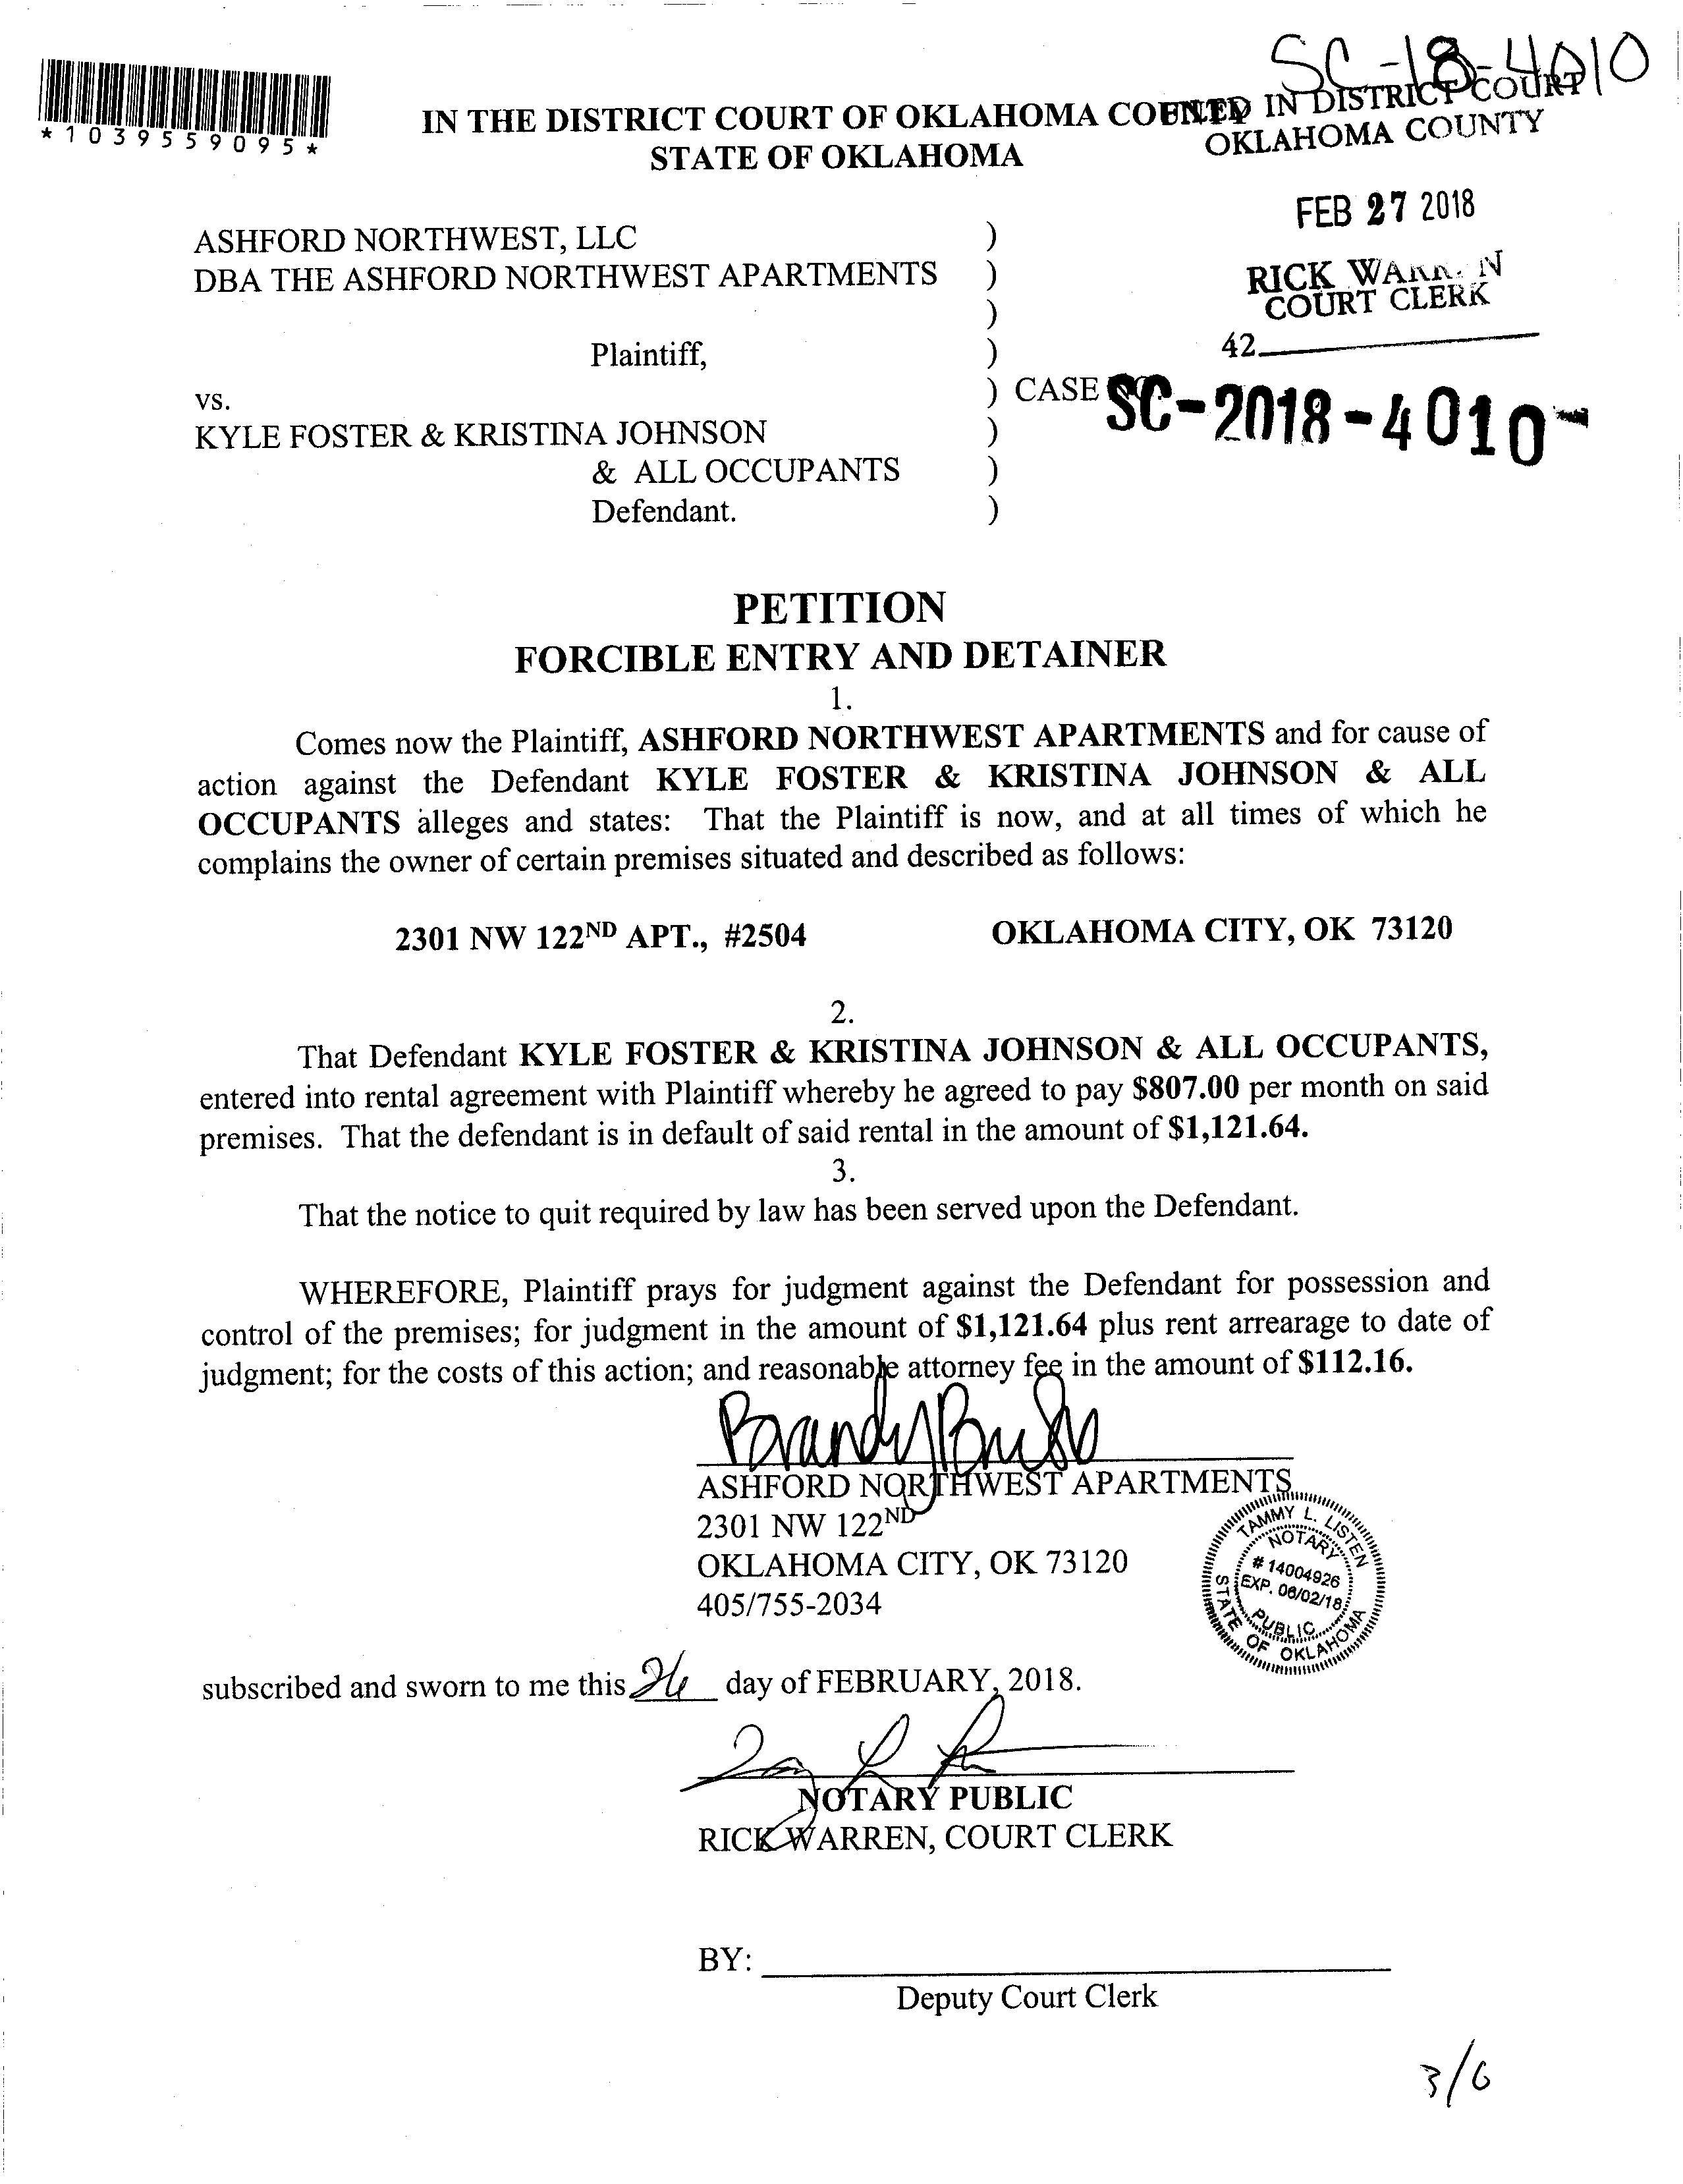 SC-18-4010
*1039559095*
IN THE DISTRICT COURT OF OKLAHOMA COUNTY
STATE OF OKLAHOMA
FILED IN DISTRICT COURT
OKLAHOMA COUNTY
FEB 27 2018
RICK WARREN
COURT CLERK
42
ASHFORD NORTHWEST, LLC )
DBA THE ASHFORD NORTHWEST APARTMENTS )
)
Plaintiff, )
vs. ) CASE SC-2018-4010-
KYLE FOSTER & KRISTINA JOHNSON )
& ALL OCCUPANTS )
Defendant. )
PETITION
FORCIBLE ENTRY AND DETAINER
1.
Comes now the Plaintiff, ASHFORD NORTHWEST APARTMENTS and for cause of
action against the Defendant KYLE FOSTER & KRISTINA JOHNSON & ALL
OCCUPANTS alleges and states: That the Plaintiff is now, and at all times of which he
complains the owner of certain premises situated and described as follows:
2301 NW 122ND APT., #2504 OKLAHOMA CITY, OK 73120
2.
That Defendant KYLE FOSTER & KRISTINA JOHNSON & ALL OCCUPANTS,
entered into rental agreement with Plaintiff whereby he agreed to pay $807.00 per month on said
premises. That the defendant is in default of said rental in the amount of $1,121.64.
3.
That the notice to quit required by law has been served upon the Defendant.
WHEREFORE, Plaintiff prays for judgment against the Defendant for possession and
control of the premises; for judgment in the amount of $1,121.64 plus rent arrearage to date of
judgment; for the costs of this action; and reasonable attorney fee in the amount of $112.16.
Brandy
ASHFORD NORTHWEST APARTMENTS
2301 NW 122ND
OKLAHOMA CITY, OK 73120
405/755-2034
TAMMY L. LISTEN
NOTARY
# 14004926
EXP. 06/02/18
PUBLIC
STATE OF OKLAHOMA
subscribed and sworn to me this 26 day of FEBRUARY, 2018.
NOTARY PUBLIC
RICK WARREN, COURT CLERK
BY:
Deputy Court Clerk
3/6